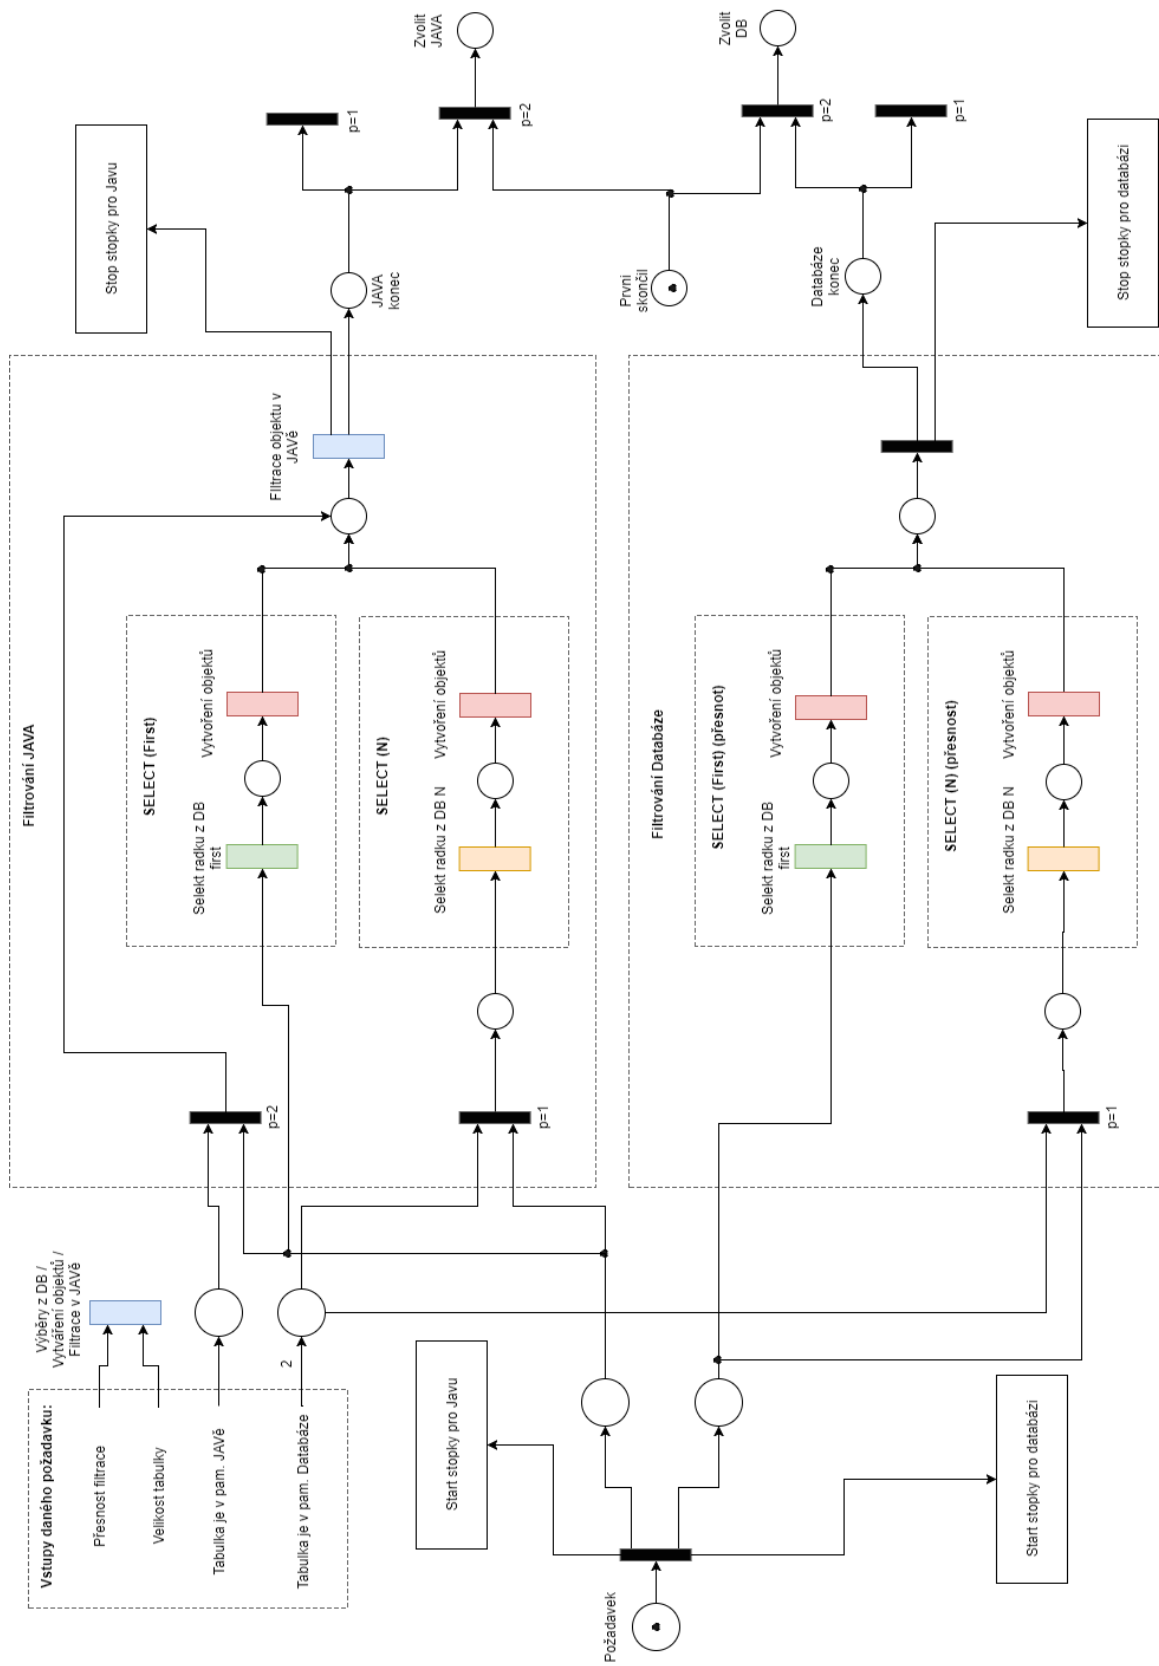 Vstupy daného požadavku:
Přesnost filtrace
Velikost tabulky
Tabulka je v pam. JAVě
Tabulka je v pam. Databáze
2
Výběry z DB /
Vytváření objektů /
Filtrace v JAVě
Požadavek
Start stopky pro Javu
Start stopky pro databázi
Filtrování JAVA
p=2
p=1
SELECT (First)
Selekt radku z DB
first
Vytvoření objektů
SELECT (N)
Selekt radku z DB N
Vytvoření objektů
FIltrace objektu v
JAVě
Filtrování Databáze
p=1
SELECT (First) (přesnot)
Selekt radku z DB
first
Vytvoření objektů
SELECT (N) (přesnost)
Selekt radku z DB N
Vytvoření objektů
Stop stopky pro Javu
JAVA
konec
První
skončil
Databáze
konec
Stop stopky pro databázi
p=1
p=2
p=2
p=1
Zvolit
JAVA
Zvolit
DB